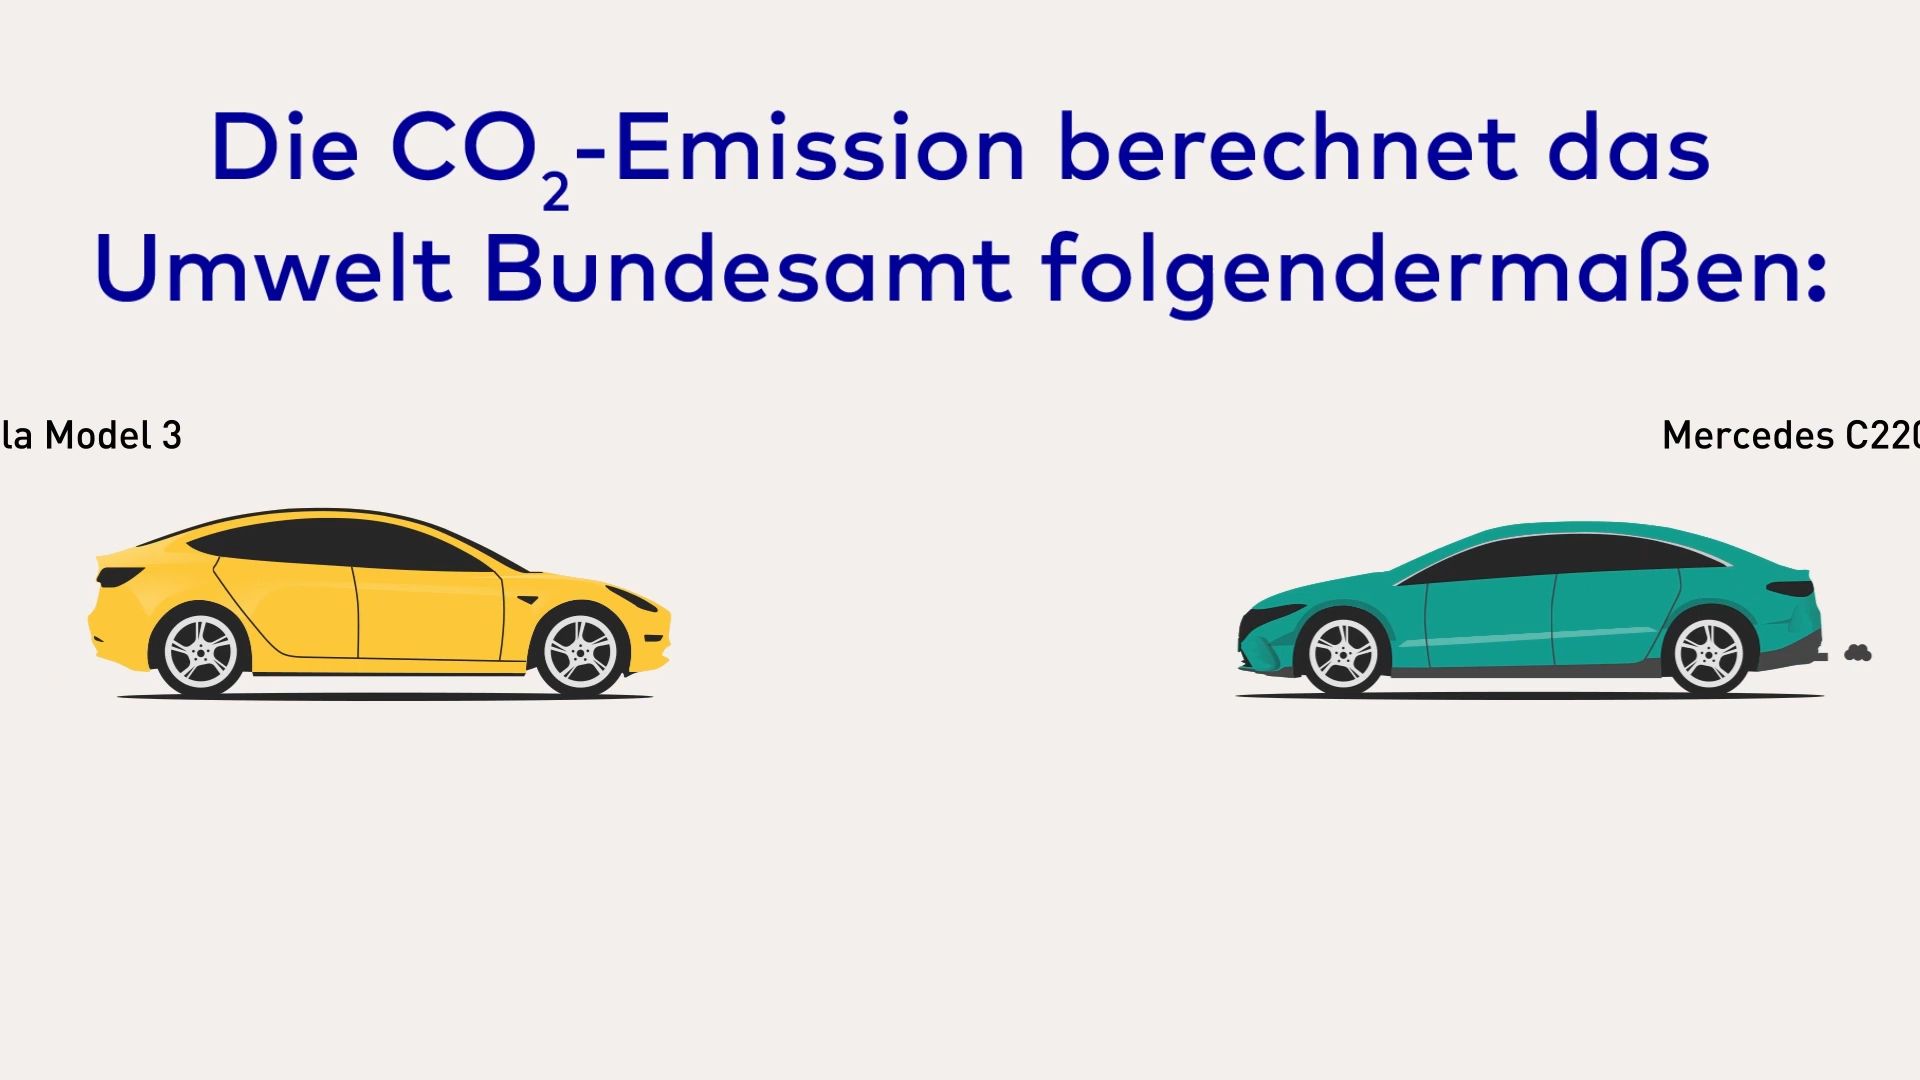 Die CO₂-Emission berechnet das
Umwelt Bundesamt folgendermaßen:
la Model 3
Mercedes C220